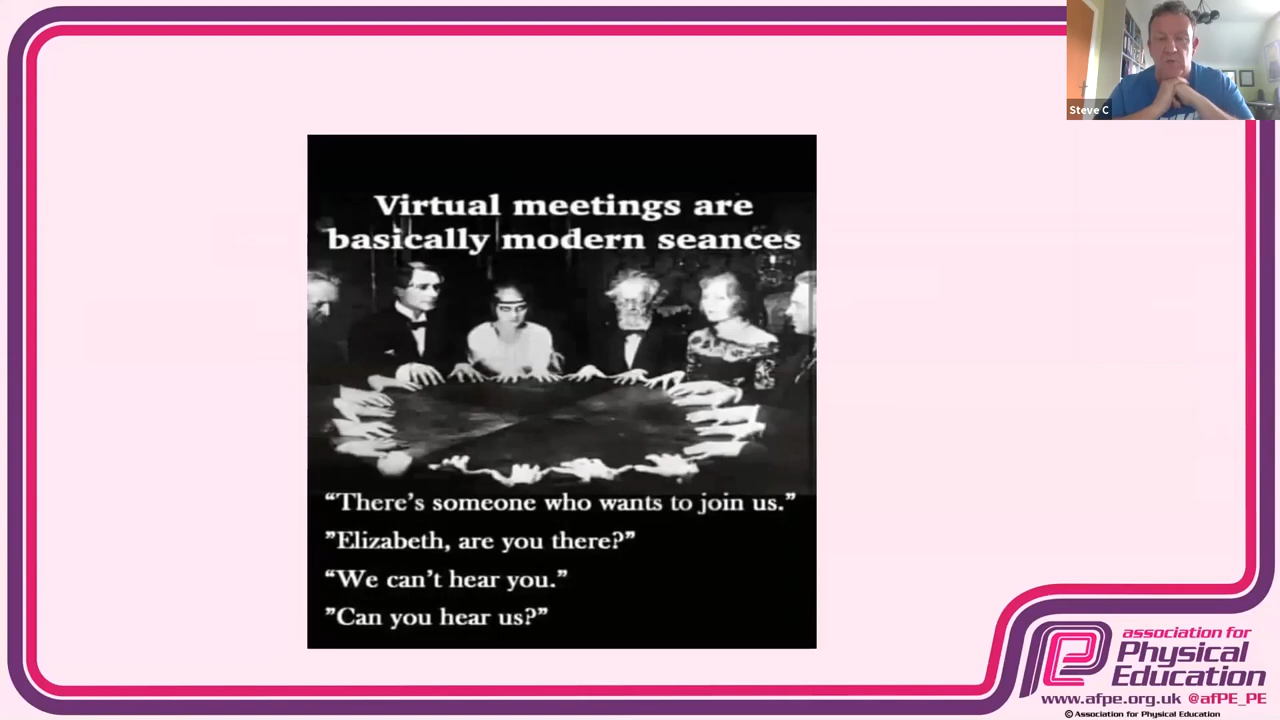 Steve C
Virtual meetings are
basically modern seances
“There’s someone who wants to join us.”
”Elizabeth, are you there?”
“We can’t hear you.”
”Can you hear us?”
association for
Physical
Education
www.afpe.org.uk @afPE_PE
© Association for Physical Education